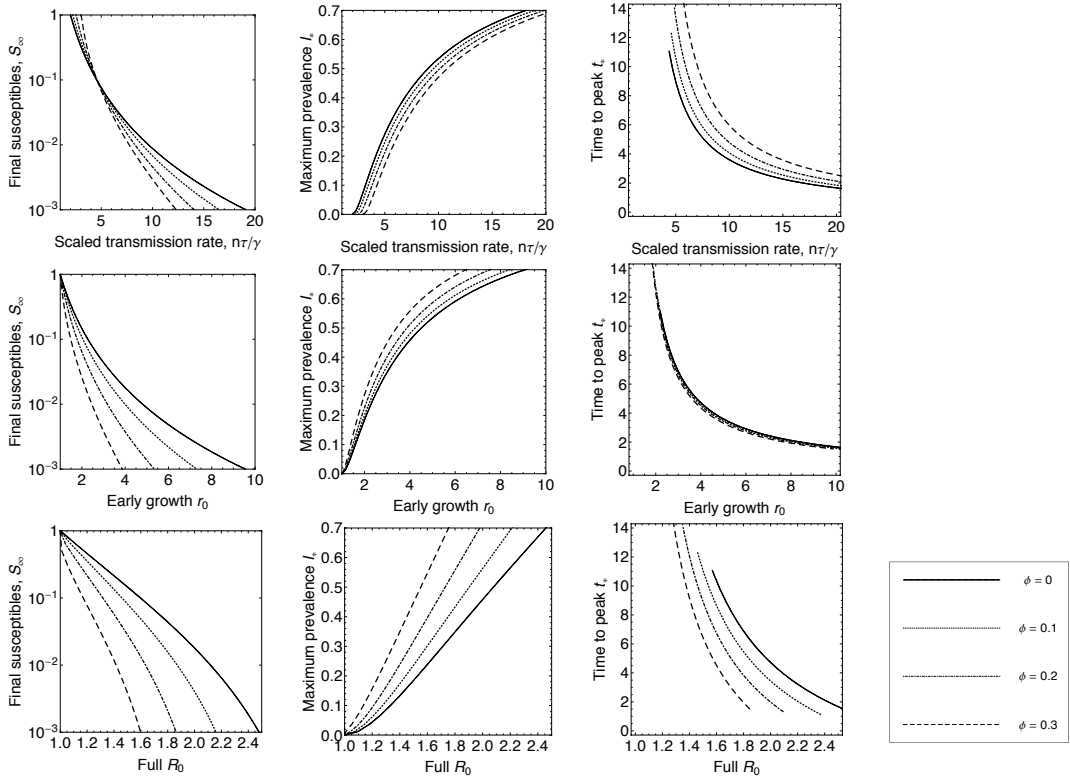 Final susceptibles, S∞
1
10⁻¹
10⁻²
10⁻³
5 10 15 20
Scaled transmission rate, nτ/γ
Maximum prevalence I*
0.7
0.6
0.5
0.4
0.3
0.2
0.1
0.0
5 10 15 20
Scaled transmission rate, nτ/γ
Time to peak t*
14
12
10
8
6
4
2
0
5 10 15 20
Scaled transmission rate, nτ/γ
Final susceptibles, S∞
1
10⁻¹
10⁻²
10⁻³
2 4 6 8 10
Early growth r₀
Maximum prevalence I*
0.7
0.6
0.5
0.4
0.3
0.2
0.1
0.0
2 4 6 8 10
Early growth r₀
Time to peak t*
14
12
10
8
6
4
2
0
2 4 6 8 10
Early growth r₀
Final susceptibles, S∞
1
10⁻¹
10⁻²
10⁻³
1.0 1.2 1.4 1.6 1.8 2.0 2.2 2.4
Full R₀
Maximum prevalence I*
0.7
0.6
0.5
0.4
0.3
0.2
0.1
0.0
1.0 1.2 1.4 1.6 1.8 2.0 2.2 2.4
Full R₀
Time to peak t*
14
12
10
8
6
4
2
0
1.0 1.2 1.4 1.6 1.8 2.0 2.2 2.4
Full R₀
ϕ = 0
ϕ = 0.1
ϕ = 0.2
ϕ = 0.3